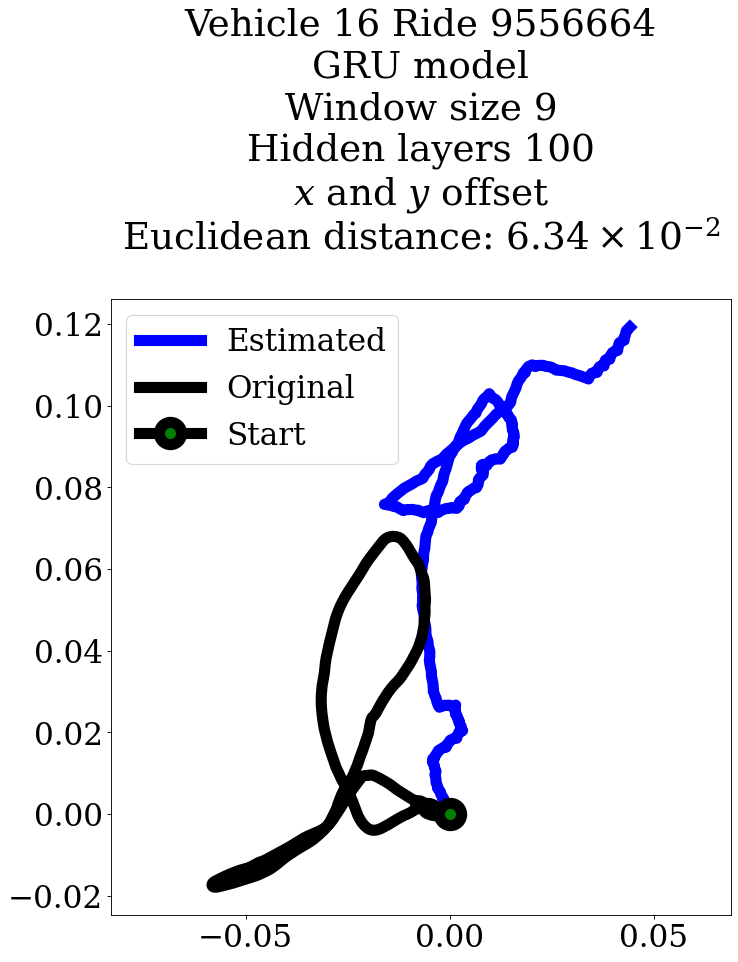 Vehicle 16 Ride 9556664
GRU model
Window size 9
Hidden layers 100
x and y offset
Euclidean distance: 6.34 × 10⁻²
Estimated
Original
Start
0.12
0.10
0.08
0.06
0.04
0.02
0.00
−0.02
−0.05
0.00
0.05